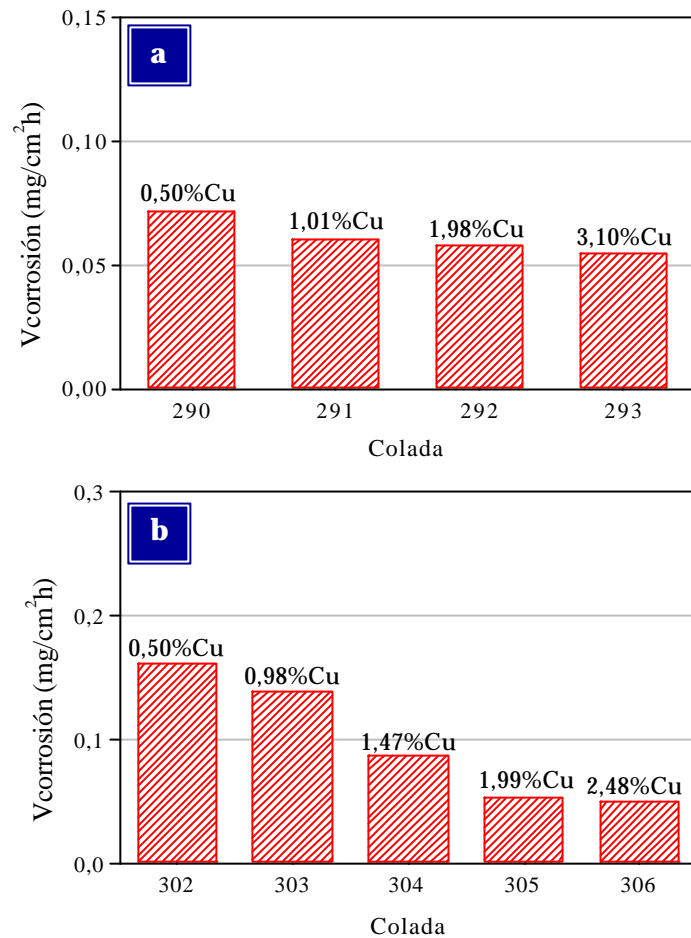 0,15
a
0,10
0,50%Cu
1,01%Cu
1,98%Cu
3,10%Cu
0,05
0,00
290 291 292 293
Colada
Vcorrosión (mg/cm²h)
0,3
b
0,2
0,50%Cu
0,98%Cu
1,47%Cu
0,1
1,99%Cu
2,48%Cu
0,0
302 303 304 305 306
Colada
Vcorrosión (mg/cm²h)